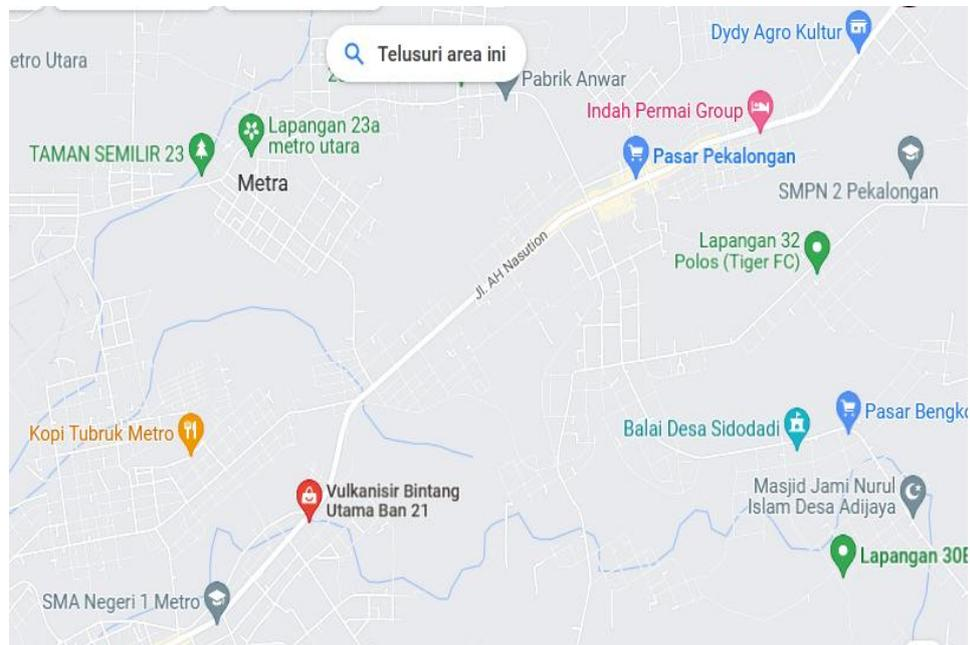 Dydy Agro Kultur
Telusuri area ini
etro Utara
Pabrik Anwar
Indah Permai Group
Lapangan 23a
metro utara
TAMAN SEMILIR 23
Pasar Pekalongan
Metra
SMPN 2 Pekalongan
Lapangan 32
Polos (Tiger FC)
Jl. AH Nasution
Pasar Bengko
Balai Desa Sidodadi
Kopi Tubruk Metro
Masjid Jami Nurul
Islam Desa Adijaya
Vulkanisir Bintang
Utama Ban 21
Lapangan 30B
SMA Negeri 1 Metro